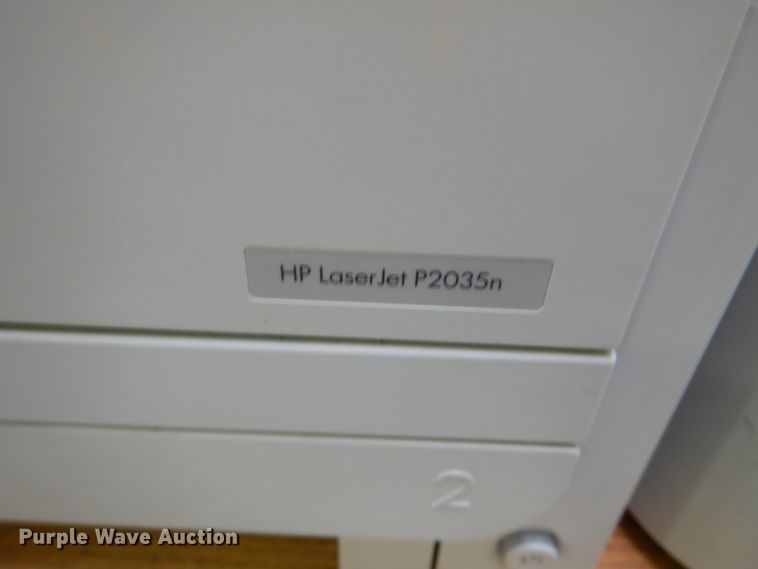 HP LaserJet P2035n
2
Purple Wave Auction